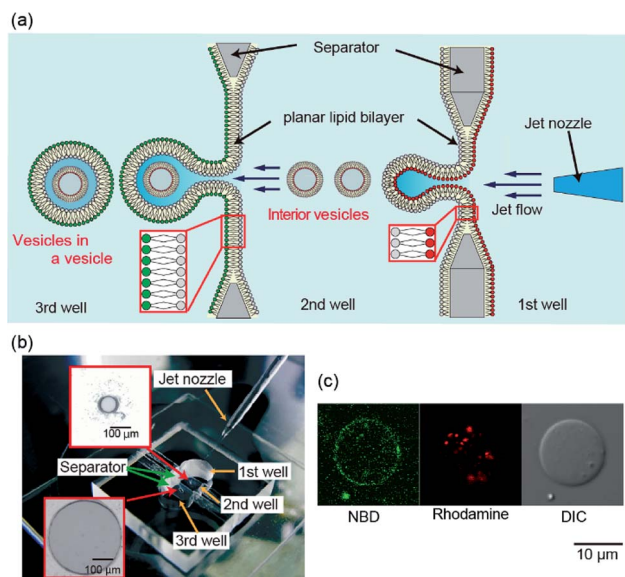 (a)
Separator
planar lipid bilayer
Jet nozzle
Jet flow
Interior vesicles
Vesicles in
a vesicle
3rd well
2nd well
1st well
(b)
Jet nozzle
100 μm
Separator
1st well
2nd well
3rd well
100 μm
(c)
NBD
Rhodamine
DIC
10 μm